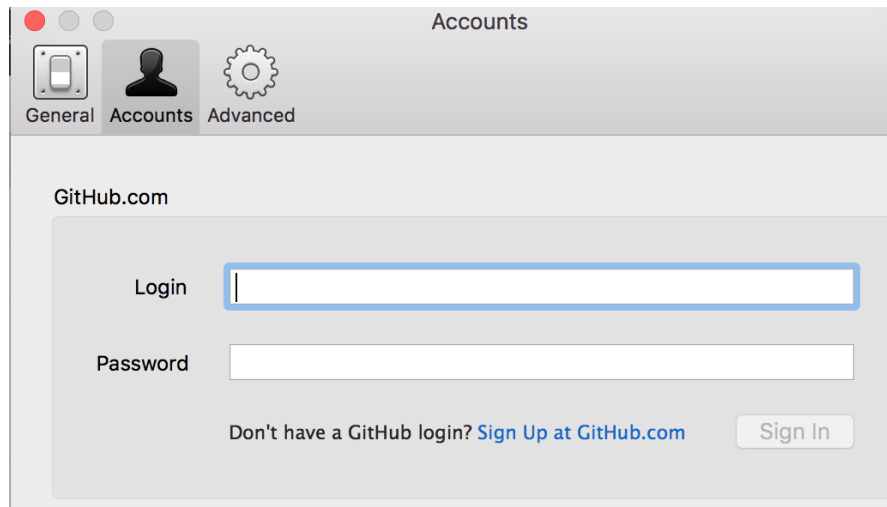 Accounts
General Accounts Advanced
GitHub.com
Login
Password
Don't have a GitHub login? Sign Up at GitHub.com Sign In